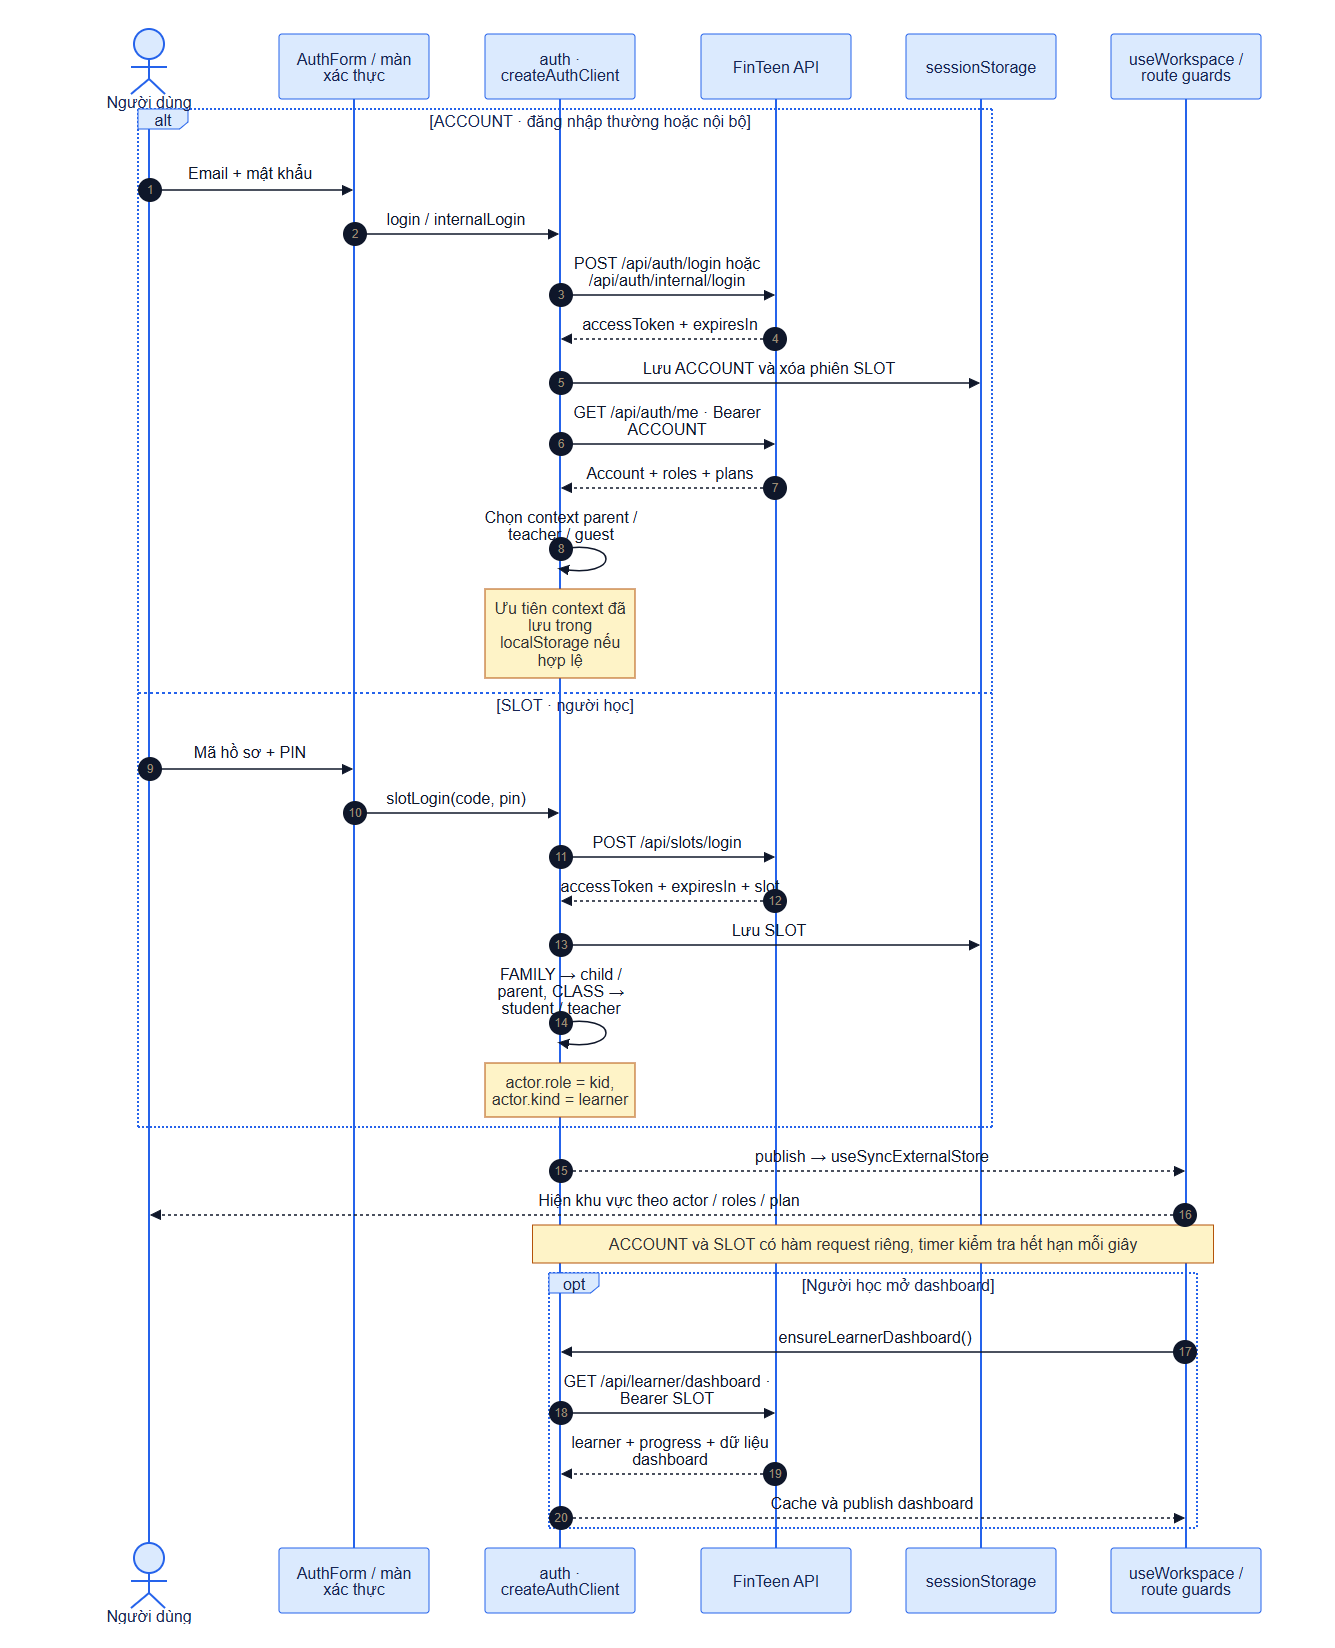 AuthForm / màn
xác thực
auth ·
createAuthClient
FinTeen API
sessionStorage
useWorkspace /
route guards
Người dùng
alt
[ACCOUNT · đăng nhập thường hoặc nội bộ]
Email + mật khẩu
1
login / internalLogin
2
POST /api/auth/login hoặc
/api/auth/internal/login
3
accessToken + expiresIn
4
Lưu ACCOUNT và xóa phiên SLOT
5
GET /api/auth/me · Bearer
ACCOUNT
6
Account + roles + plans
7
Chọn context parent /
teacher / guest
8
Ưu tiên context đã
lưu trong
localStorage nếu
hợp lệ
[SLOT · người học]
Mã hồ sơ + PIN
9
slotLogin(code, pin)
10
POST /api/slots/login
11
accessToken + expiresIn + slot
12
Lưu SLOT
13
FAMILY → child /
parent, CLASS →
student / teacher
14
actor.role = kid,
actor.kind = learner
publish → useSyncExternalStore
15
Hiện khu vực theo actor / roles / plan
16
ACCOUNT và SLOT có hàm request riêng, timer kiểm tra hết hạn mỗi giây
opt
[Người học mở dashboard]
ensureLearnerDashboard()
17
GET /api/learner/dashboard ·
Bearer SLOT
18
learner + progress + dữ liệu
dashboard
19
Cache và publish dashboard
20
AuthForm / màn
xác thực
auth ·
createAuthClient
FinTeen API
sessionStorage
useWorkspace /
route guards
Người dùng